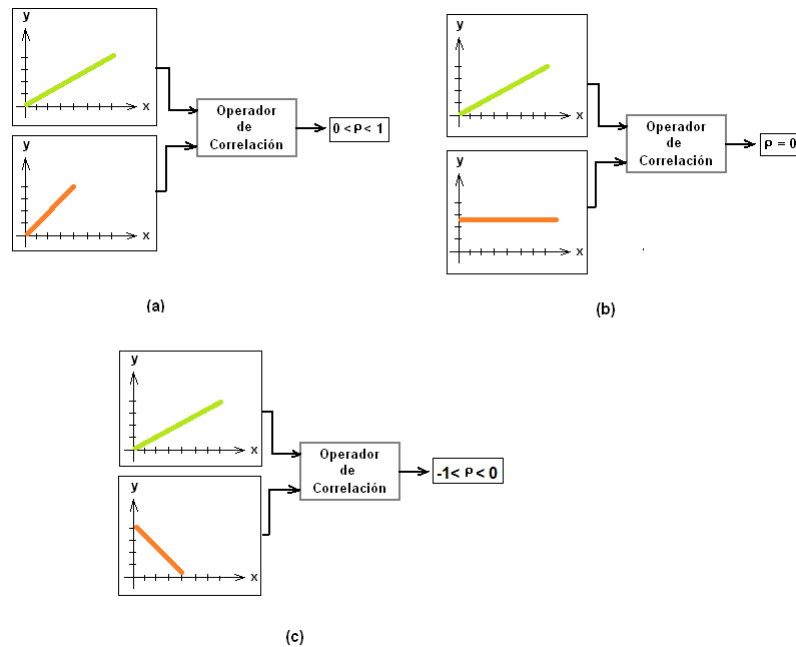 y
x
Operador
de
Correlación
0 < ρ < 1
y
x
(a)
y
x
Operador
de
Correlación
ρ = 0
y
x
(b)
y
x
Operador
de
Correlación
-1< ρ < 0
y
x
(c)